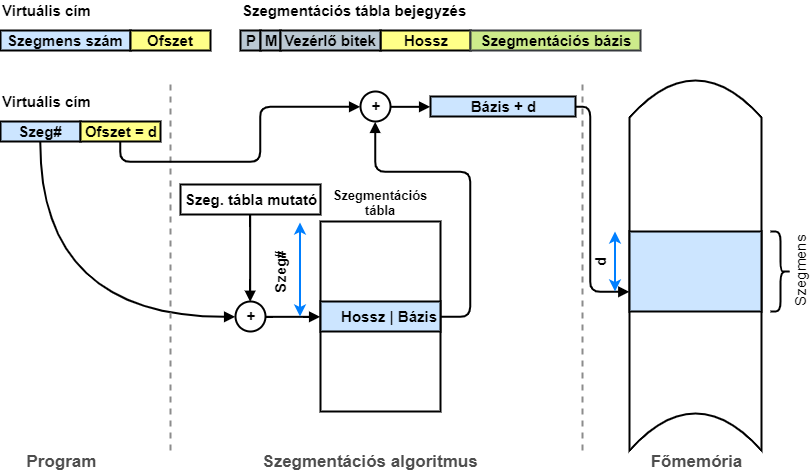 Virtuális cím
Szegmentációs tábla bejegyzés
Szegmens szám
Ofszet
P
M
Vezérlő bitek
Hossz
Szegmentációs bázis
Virtuális cím
Szeg#
Ofszet = d
+
Bázis + d
Szeg. tábla mutató
Szegmentációs
tábla
Szeg#
+
Hossz | Bázis
d
Szegmens
Program
Szegmentációs algoritmus
Főmemória